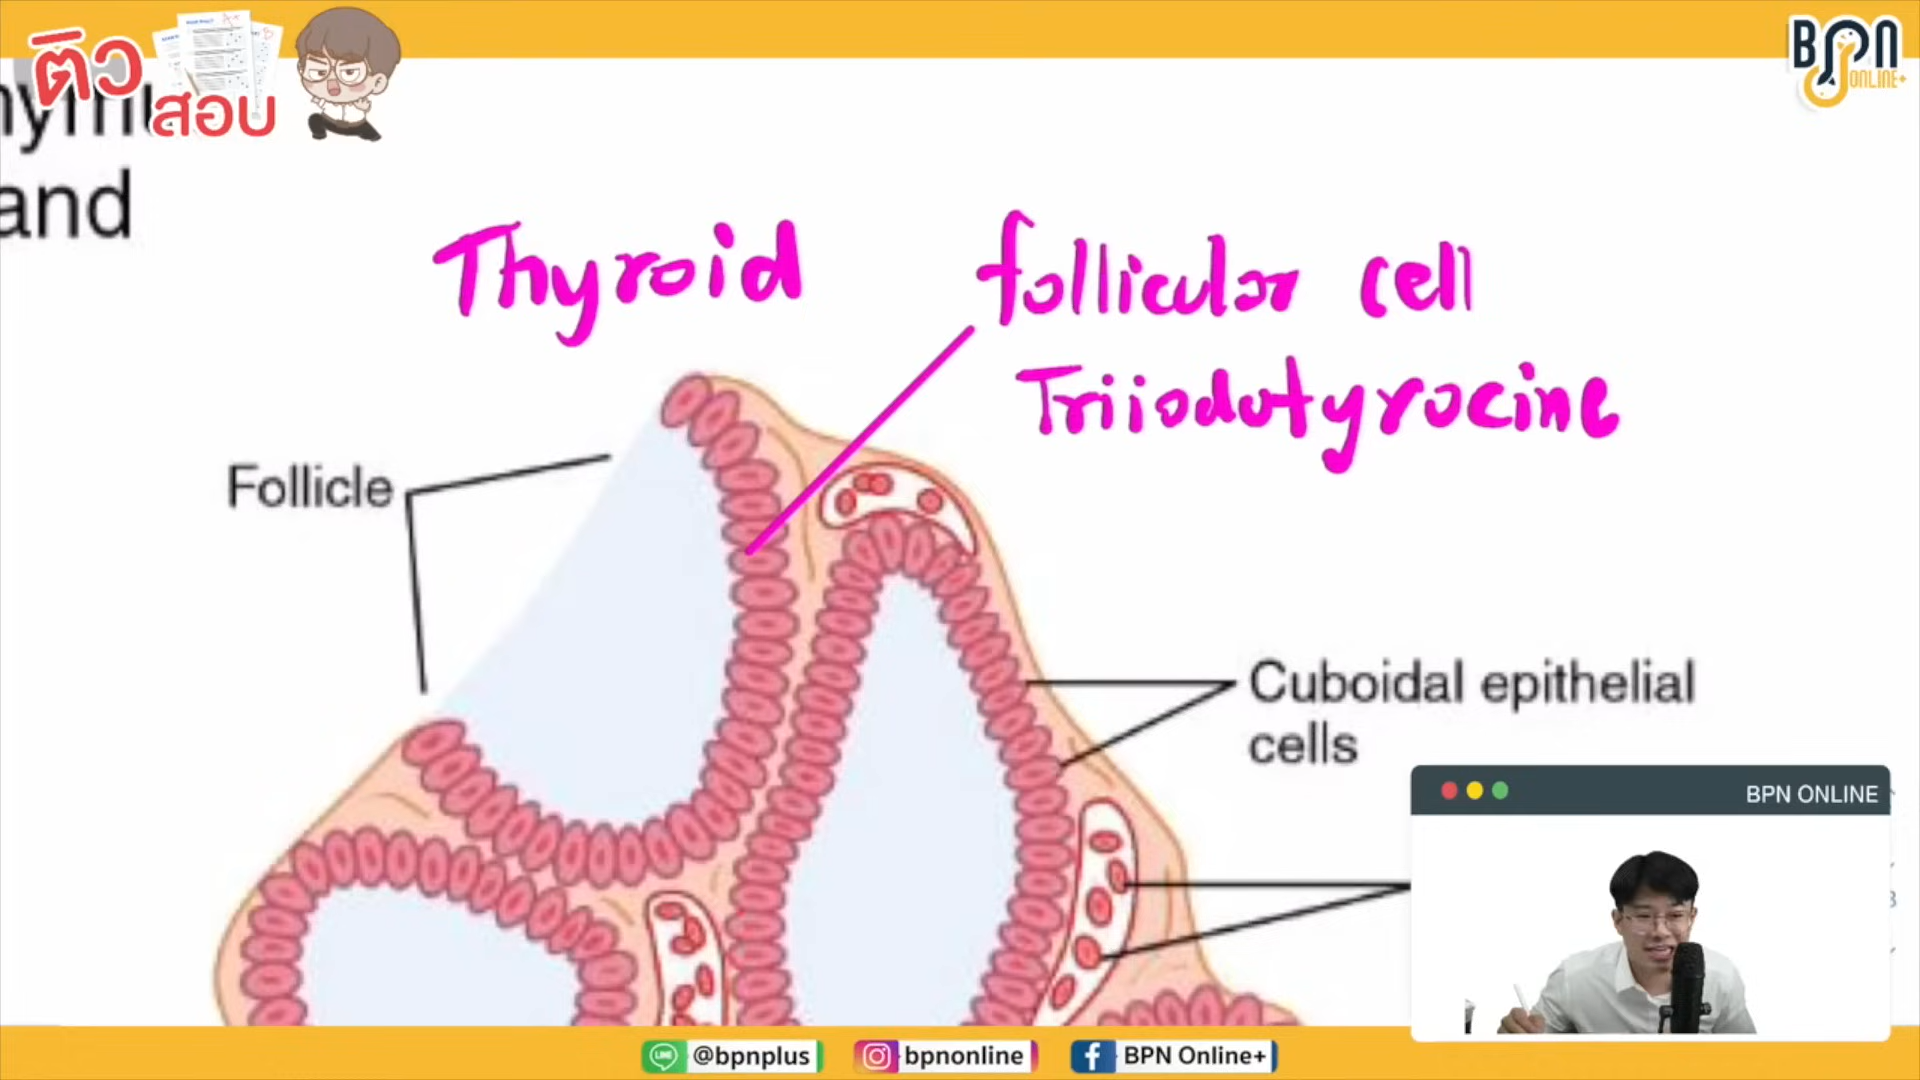 ติว
สอบ
BPN
ONLINE+
and
Thyroid
follicular cell
Triiodotyrocine
Follicle
Cuboidal epithelial
cells
BPN ONLINE
LINE @bpnplus
bpnonline
BPN Online+